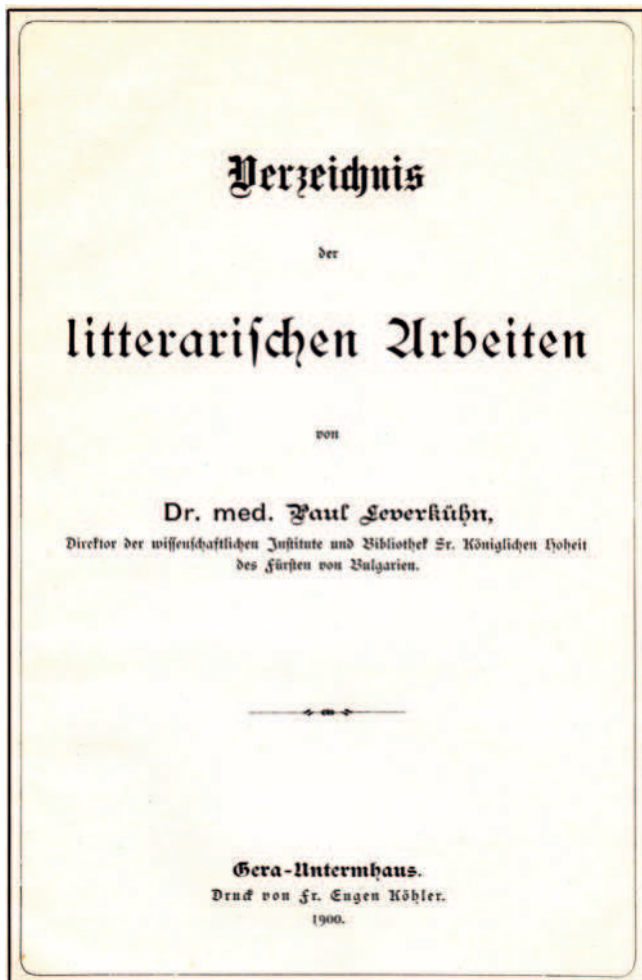 Verzeichnis
der
litterarischen Arbeiten
von
Dr. med. Paul Leverkühn,
Direktor der wissenschaftlichen Institute und Bibliothek Sr. Königlichen Hoheit
des Fürsten von Bulgarien.
Gera-Untermhaus.
Druck von Fr. Eugen Köhler.
1900.